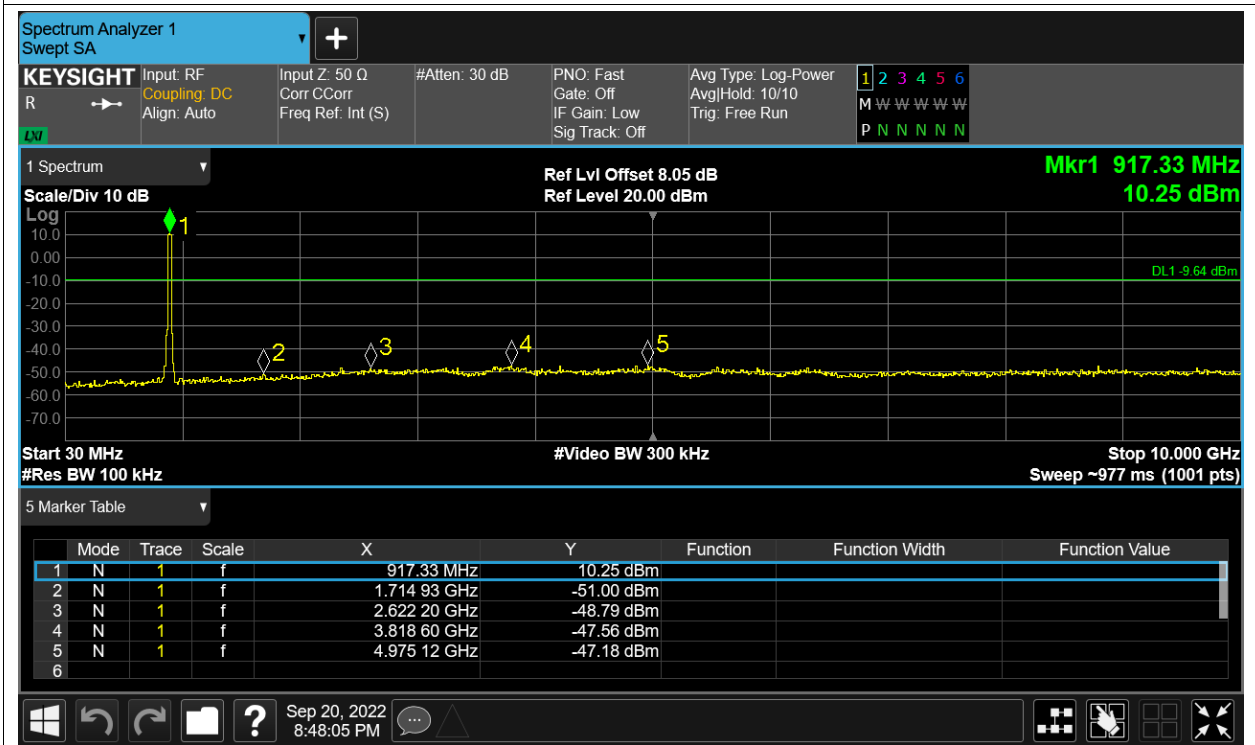 Spectrum Analyzer 1
Swept SA
KEYSIGHT
R
LXI
Input: RF
Coupling: DC
Align: Auto
Input Z: 50 Ω
Corr CCorr
Freq Ref: Int (S)
#Atten: 30 dB
PNO: Fast
Gate: Off
IF Gain: Low
Sig Track: Off
Avg Type: Log-Power
Avg|Hold: 10/10
Trig: Free Run
1 2 3 4 5 6
M W W W W W
P N N N N N
1 Spectrum
Scale/Div 10 dB
Ref Lvl Offset 8.05 dB
Ref Level 20.00 dBm
Mkr1 917.33 MHz
10.25 dBm
Log
10.0
0.00
-10.0
-20.0
-30.0
-40.0
-50.0
-60.0
-70.0
1
2
3
4
5
DL1 -9.64 dBm
Start 30 MHz
#Video BW 300 kHz
Stop 10.000 GHz
#Res BW 100 kHz
Sweep ~977 ms (1001 pts)
5 Marker Table
Mode Trace Scale X Y Function Function Width Function Value
1 N 1 f 917.33 MHz 10.25 dBm
2 N 1 f 1.714 93 GHz -51.00 dBm
3 N 1 f 2.622 20 GHz -48.79 dBm
4 N 1 f 3.818 60 GHz -47.56 dBm
5 N 1 f 4.975 12 GHz -47.18 dBm
6
?
Sep 20, 2022
8:48:05 PM